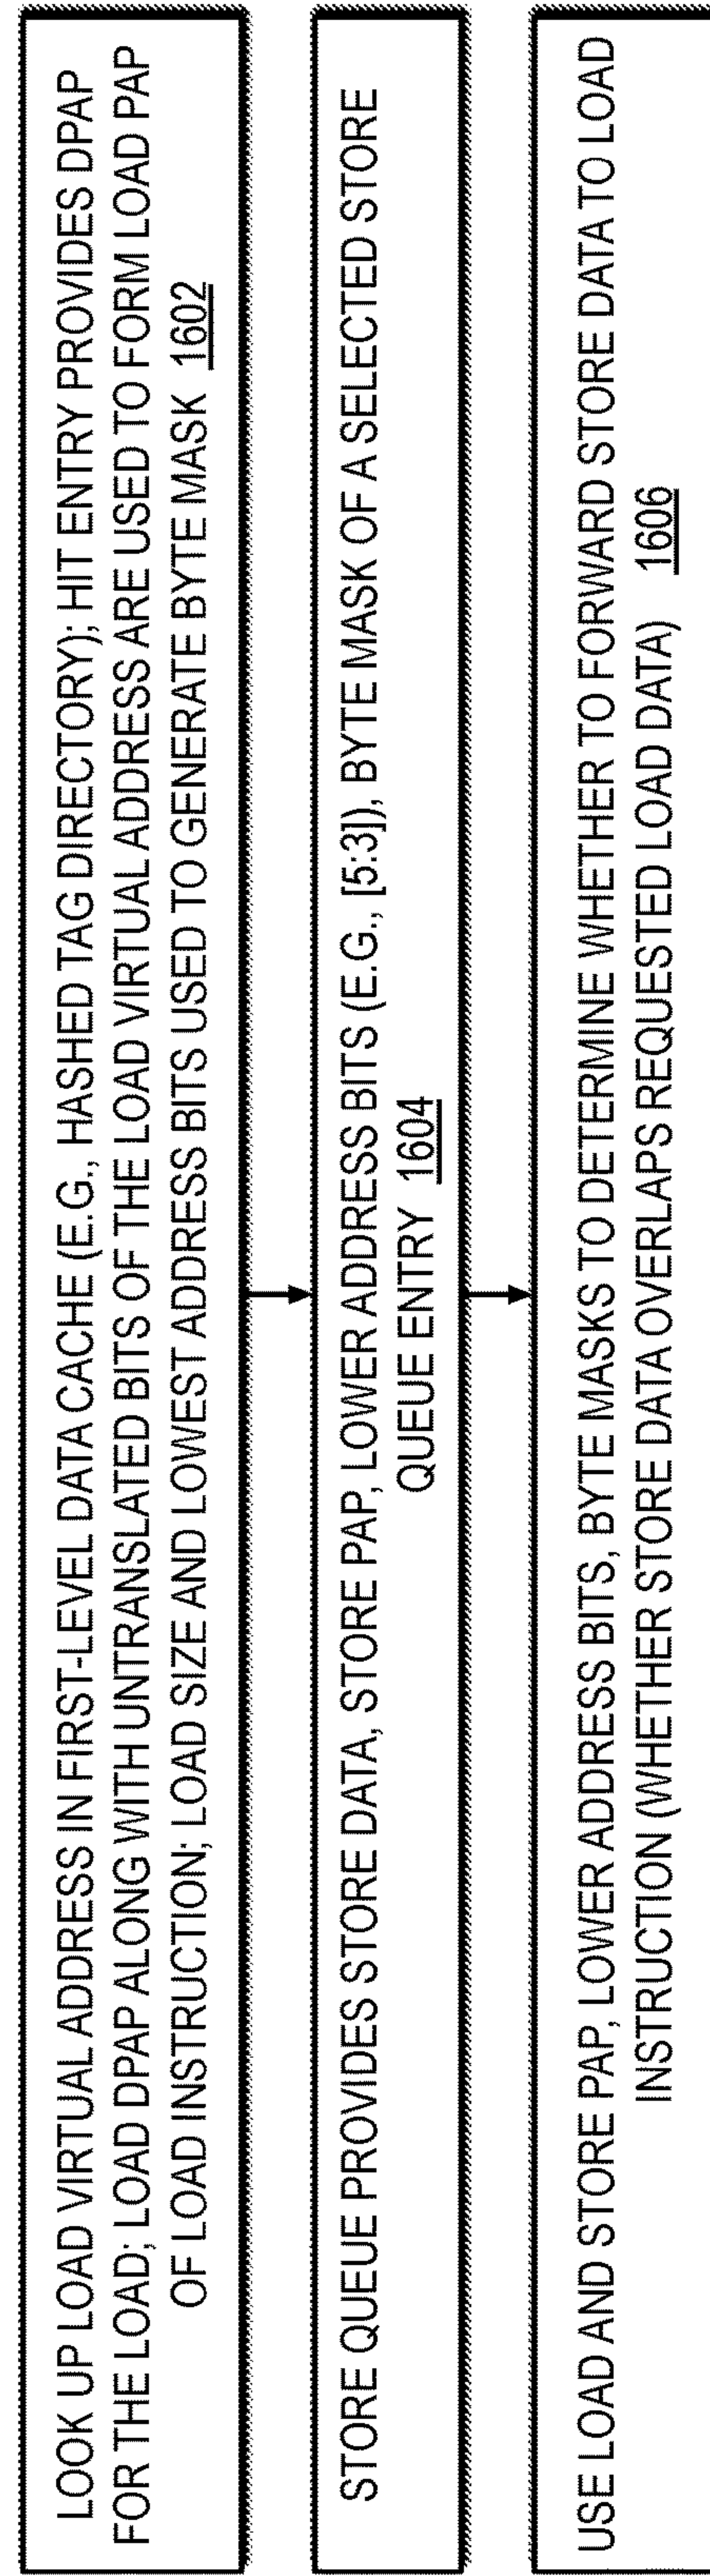 LOOK UP LOAD VIRTUAL ADDRESS IN FIRST-LEVEL DATA CACHE (E.G., HASHED TAG DIRECTORY); HIT ENTRY PROVIDES DPAP
FOR THE LOAD; LOAD DPAP ALONG WITH UNTRANSLATED BITS OF THE LOAD VIRTUAL ADDRESS ARE USED TO FORM LOAD PAP
OF LOAD INSTRUCTION; LOAD SIZE AND LOWEST ADDRESS BITS USED TO GENERATE BYTE MASK 1602
STORE QUEUE PROVIDES STORE DATA, STORE PAP, LOWER ADDRESS BITS (E.G., [5:3]), BYTE MASK OF A SELECTED STORE
QUEUE ENTRY 1604
USE LOAD AND STORE PAP, LOWER ADDRESS BITS, BYTE MASKS TO DETERMINE WHETHER TO FORWARD STORE DATA TO LOAD
INSTRUCTION (WHETHER STORE DATA OVERLAPS REQUESTED LOAD DATA) 1606